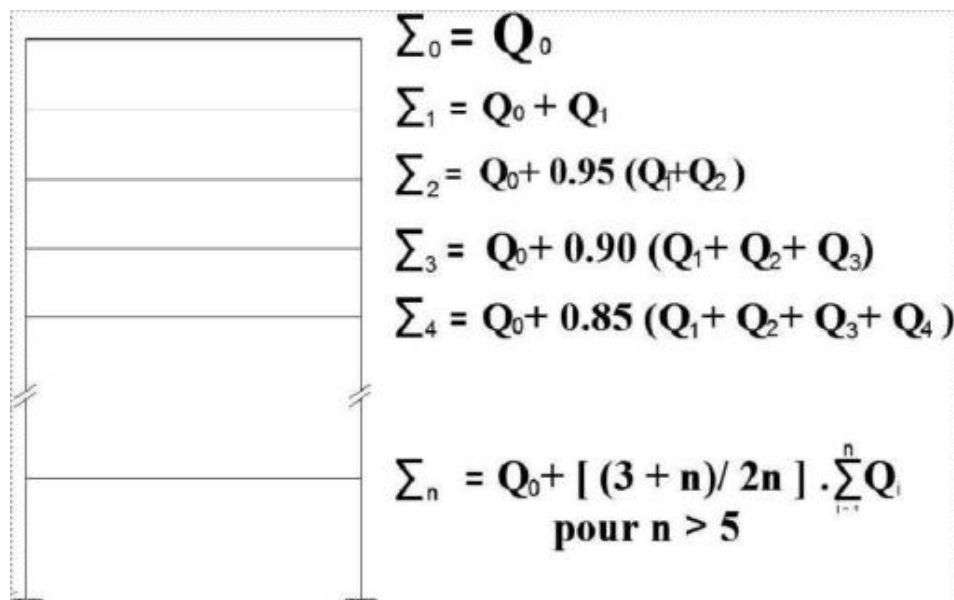 ∑₀ = Q₀
∑₁ = Q₀ + Q₁
∑₂ = Q₀+ 0.95 (Q₁+Q₂)
∑₃ = Q₀+ 0.90 (Q₁+ Q₂+ Q₃)
∑₄ = Q₀+ 0.85 (Q₁+ Q₂+ Q₃+ Q₄)
n
∑ₙ = Q₀+ [ (3 + n)/ 2n ] .∑Qᵢ
pour n > 5